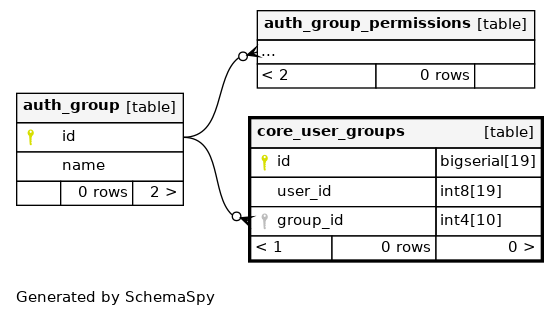 auth_group_permissions [table]
...
< 2 0 rows
auth_group [table]
id
name
0 rows 2 >
core_user_groups [table]
id bigserial[19]
user_id int8[19]
group_id int4[10]
< 1 0 rows 0 >
Generated by SchemaSpy